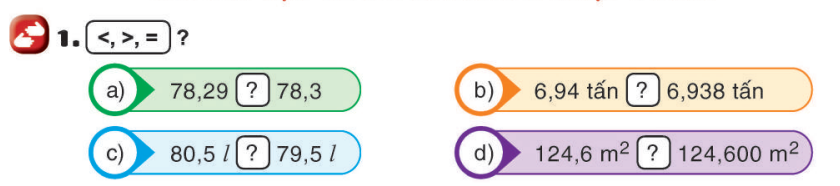 1. <, >, = ?
a) 78,29 ? 78,3
b) 6,94 tấn ? 6,938 tấn
c) 80,5 l ? 79,5 l
d) 124,6 m² ? 124,600 m²